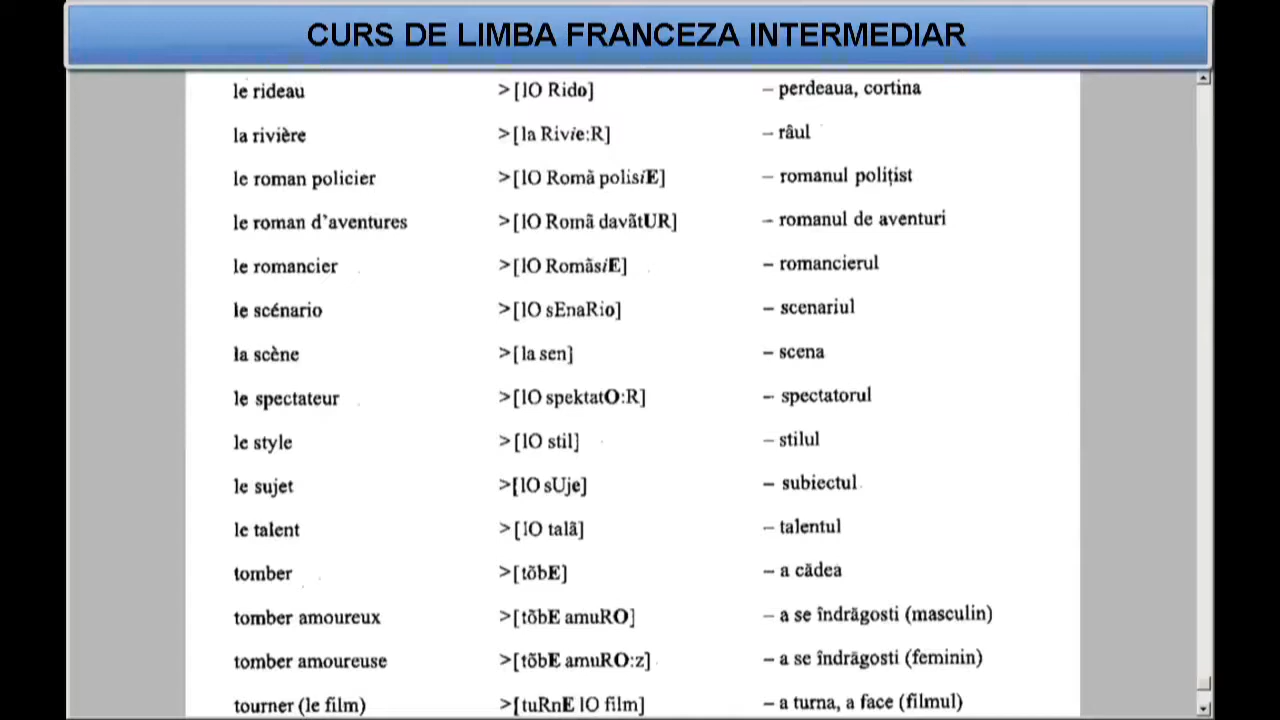 CURS DE LIMBA FRANCEZA INTERMEDIAR
le rideau >[lO Rido] – perdeaua, cortina
la rivière >[la Rivie:R] – râul
le roman policier >[lO Romã polisiE] – romanul polițist
le roman d’aventures >[lO Romã davãtUR] – romanul de aventuri
le romancier >[lO RomãsiE] – romancierul
le scénario >[lO sEnaRio] – scenariul
la scène >[la sen] – scena
le spectateur >[lO spektatO:R] – spectatorul
le style >[lO stil] – stilul
le sujet >[lO sUje] – subiectul
le talent >[lO talã] – talentul
tomber >[tõbE] – a cădea
tomber amoureux >[tõbE amuRO] – a se îndrăgosti (masculin)
tomber amoureuse >[tõbE amuRO:z] – a se îndrăgosti (feminin)
tourner (le film) >[tuRnE lO film] – a turna, a face (filmul)